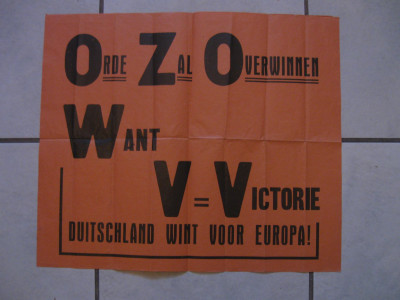 ORDE ZAL OVERWINNEN
WANT
V = VICTORIE
DUITSCHLAND WINT VOOR EUROPA!